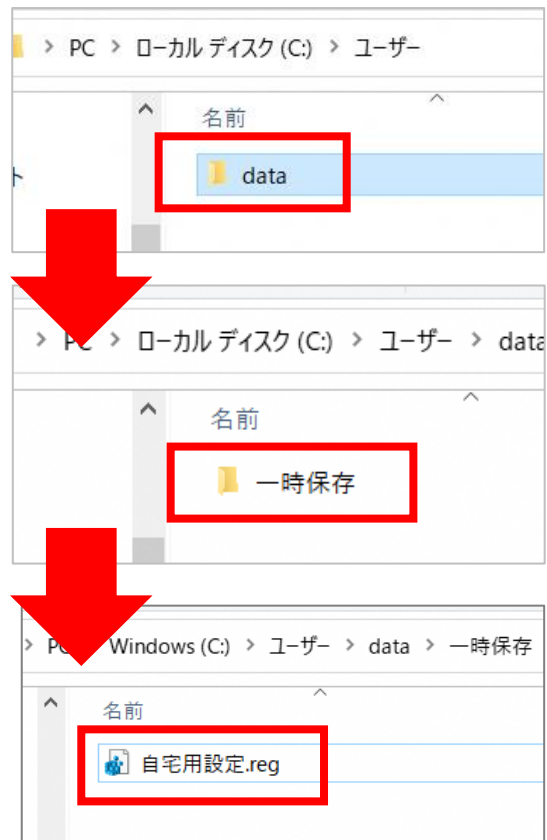 > PC > ローカル ディスク (C:) > ユーザー
名前
ト
data
> PC > ローカル ディスク (C:) > ユーザー > data
名前
一時保存
> PC > Windows (C:) > ユーザー > data > 一時保存
名前
自宅用設定.reg